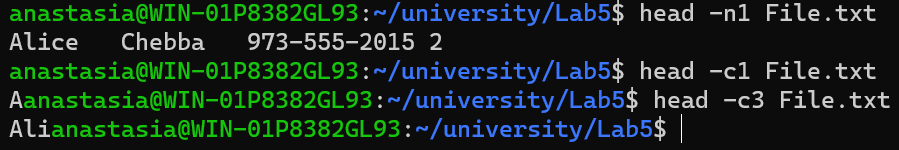 anastasia@WIN-01P8382GL93:~/university/Lab5$ head -n1 File.txt
Alice   Chebba   973-555-2015 2
anastasia@WIN-01P8382GL93:~/university/Lab5$ head -c1 File.txt
Aanastasia@WIN-01P8382GL93:~/university/Lab5$ head -c3 File.txt
Alianastasia@WIN-01P8382GL93:~/university/Lab5$